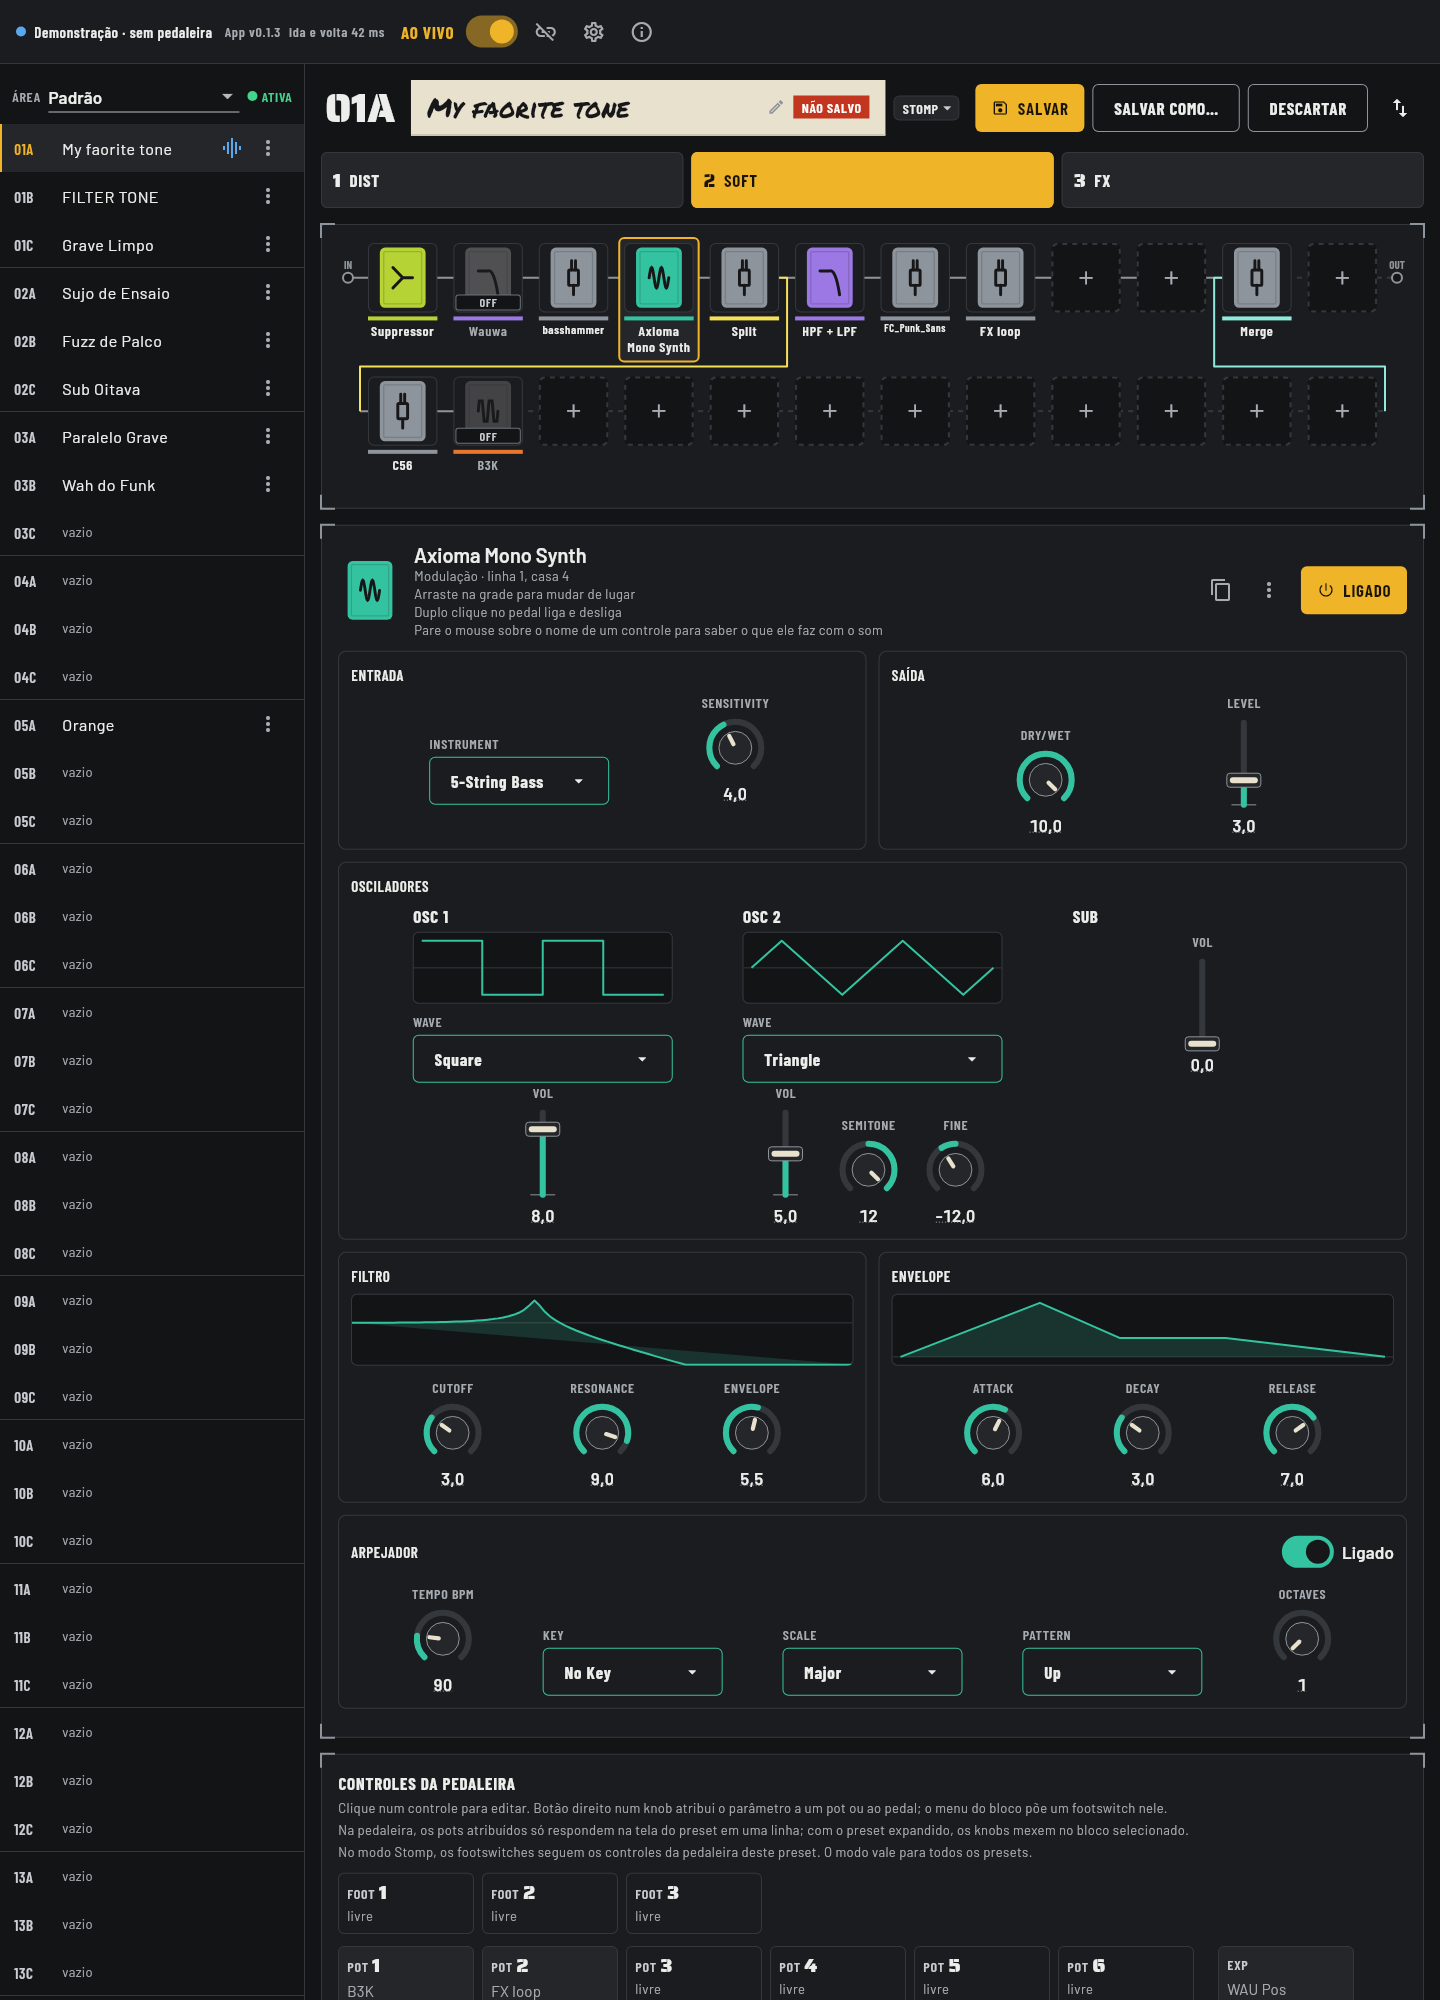 Demonstração · sem pedaleira App v0.1.3 Ida e volta 42 ms AO VIVO
ÁREA Padrão ATIVA
01A My faorite tone
01B FILTER TONE
01C Grave Limpo
02A Sujo de Ensaio
02B Fuzz de Palco
02C Sub Oitava
03A Paralelo Grave
03B Wah do Funk
03C vazio
04A vazio
04B vazio
04C vazio
05A Orange
05B vazio
05C vazio
06A vazio
06B vazio
06C vazio
07A vazio
07B vazio
07C vazio
08A vazio
08B vazio
08C vazio
09A vazio
09B vazio
09C vazio
10A vazio
10B vazio
10C vazio
11A vazio
11B vazio
11C vazio
12A vazio
12B vazio
12C vazio
13A vazio
13B vazio
13C vazio
01A My faorite tone NÃO SALVO STOMP SALVAR SALVAR COMO... DESCARTAR
1 DIST 2 SOFT 3 FX
IN OUT
OFF
Suppressor Wauwa basshammer Axioma Mono Synth Split HPF + LPF FC_Punk_Sans FX loop Merge
OFF
C56 B3K
Axioma Mono Synth
Modulação · linha 1, casa 4
Arraste na grade para mudar de lugar
Duplo clique no pedal liga e desliga
Pare o mouse sobre o nome de um controle para saber o que ele faz com o som
LIGADO
ENTRADA
INSTRUMENT
5-String Bass
SENSITIVITY
4,0
SAÍDA
DRY/WET
10,0
LEVEL
3,0
OSCILADORES
OSC 1
WAVE
Square
VOL
8,0
OSC 2
WAVE
Triangle
VOL SEMITONE FINE
5,0 12 -12,0
SUB
VOL
0,0
FILTRO
CUTOFF RESONANCE ENVELOPE
3,0 9,0 5,5
ENVELOPE
ATTACK DECAY RELEASE
6,0 3,0 7,0
ARPEJADOR Ligado
TEMPO BPM
90
KEY
No Key
SCALE
Major
PATTERN
Up
OCTAVES
1
CONTROLES DA PEDALEIRA
Clique num controle para editar. Botão direito num knob atribui o parâmetro a um pot ou ao pedal; o menu do bloco põe um footswitch nele.
Na pedaleira, os pots atribuídos só respondem na tela do preset em uma linha; com o preset expandido, os knobs mexem no bloco selecionado.
No modo Stomp, os footswitches seguem os controles da pedaleira deste preset. O modo vale para todos os presets.
FOOT 1 FOOT 2 FOOT 3
livre livre livre
POT 1 POT 2 POT 3 POT 4 POT 5 POT 6 EXP
B3K FX loop livre livre livre livre WAU Pos